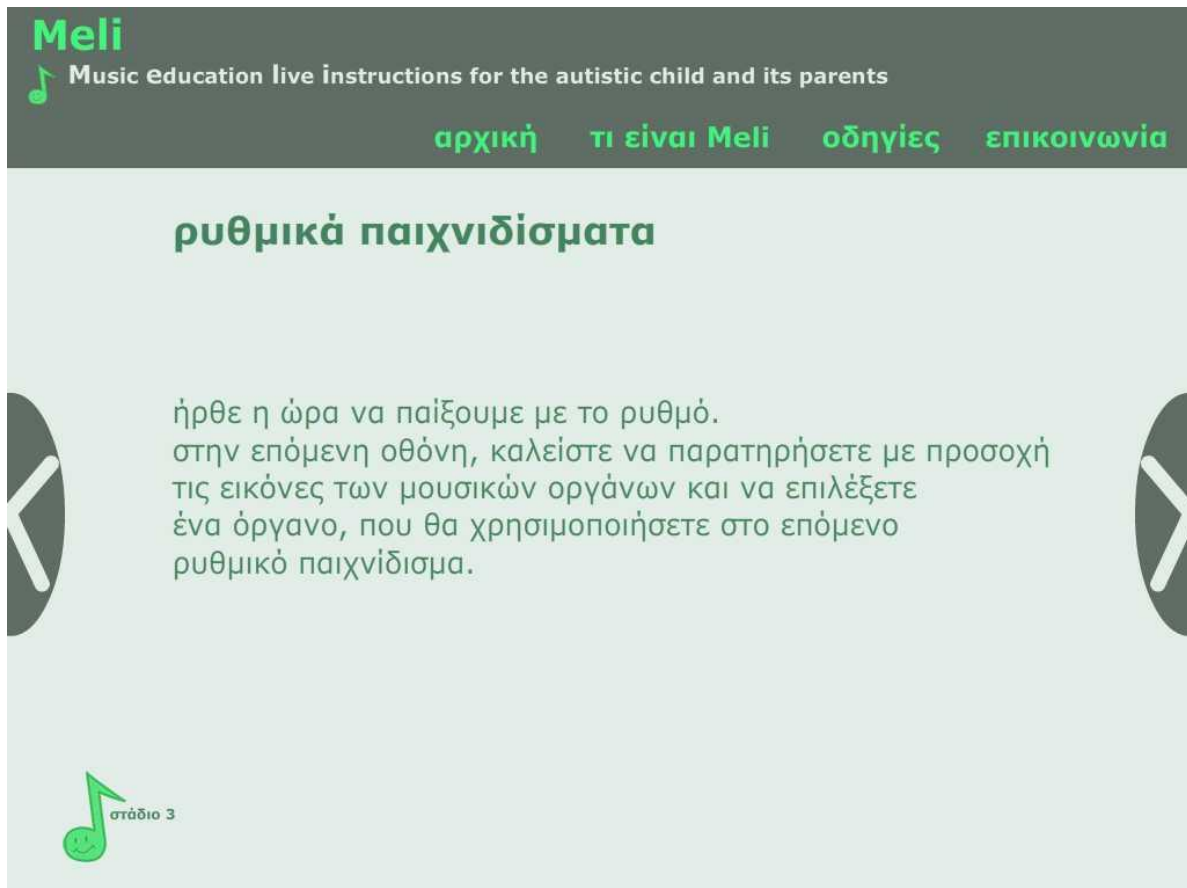 Meli
Music education live instructions for the autistic child and its parents
αρχική τι είναι Meli οδηγίες επικοινωνία
ρυθμικά παιχνιδίσματα
ήρθε η ώρα να παίξουμε με το ρυθμό.
στην επόμενη οθόνη, καλείστε να παρατηρήσετε με προσοχή
τις εικόνες των μουσικών οργάνων και να επιλέξετε
ένα όργανο, που θα χρησιμοποιήσετε στο επόμενο
ρυθμικό παιχνίδισμα.
στάδιο 3